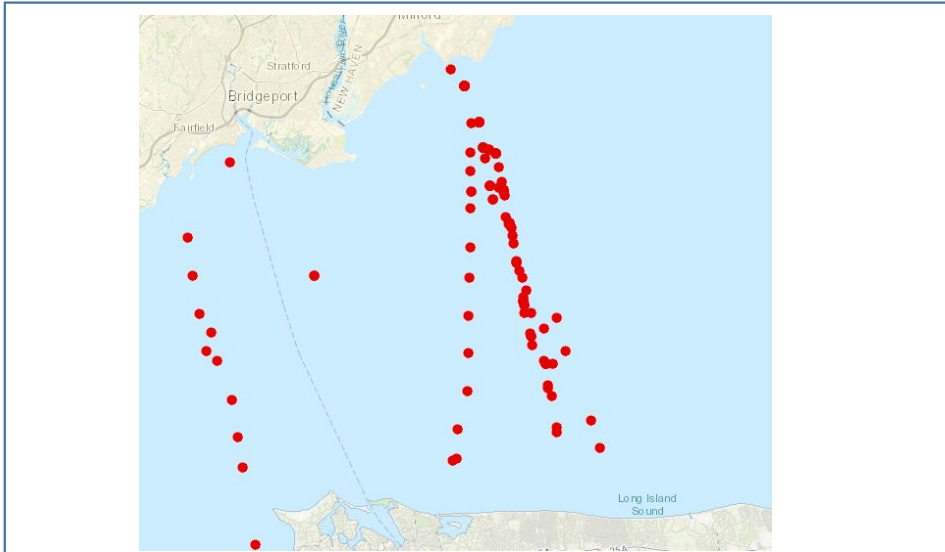 Milford
Stratford
Bridgeport
NEW HAVEN
Fairfield
Long Island
Sound
25A